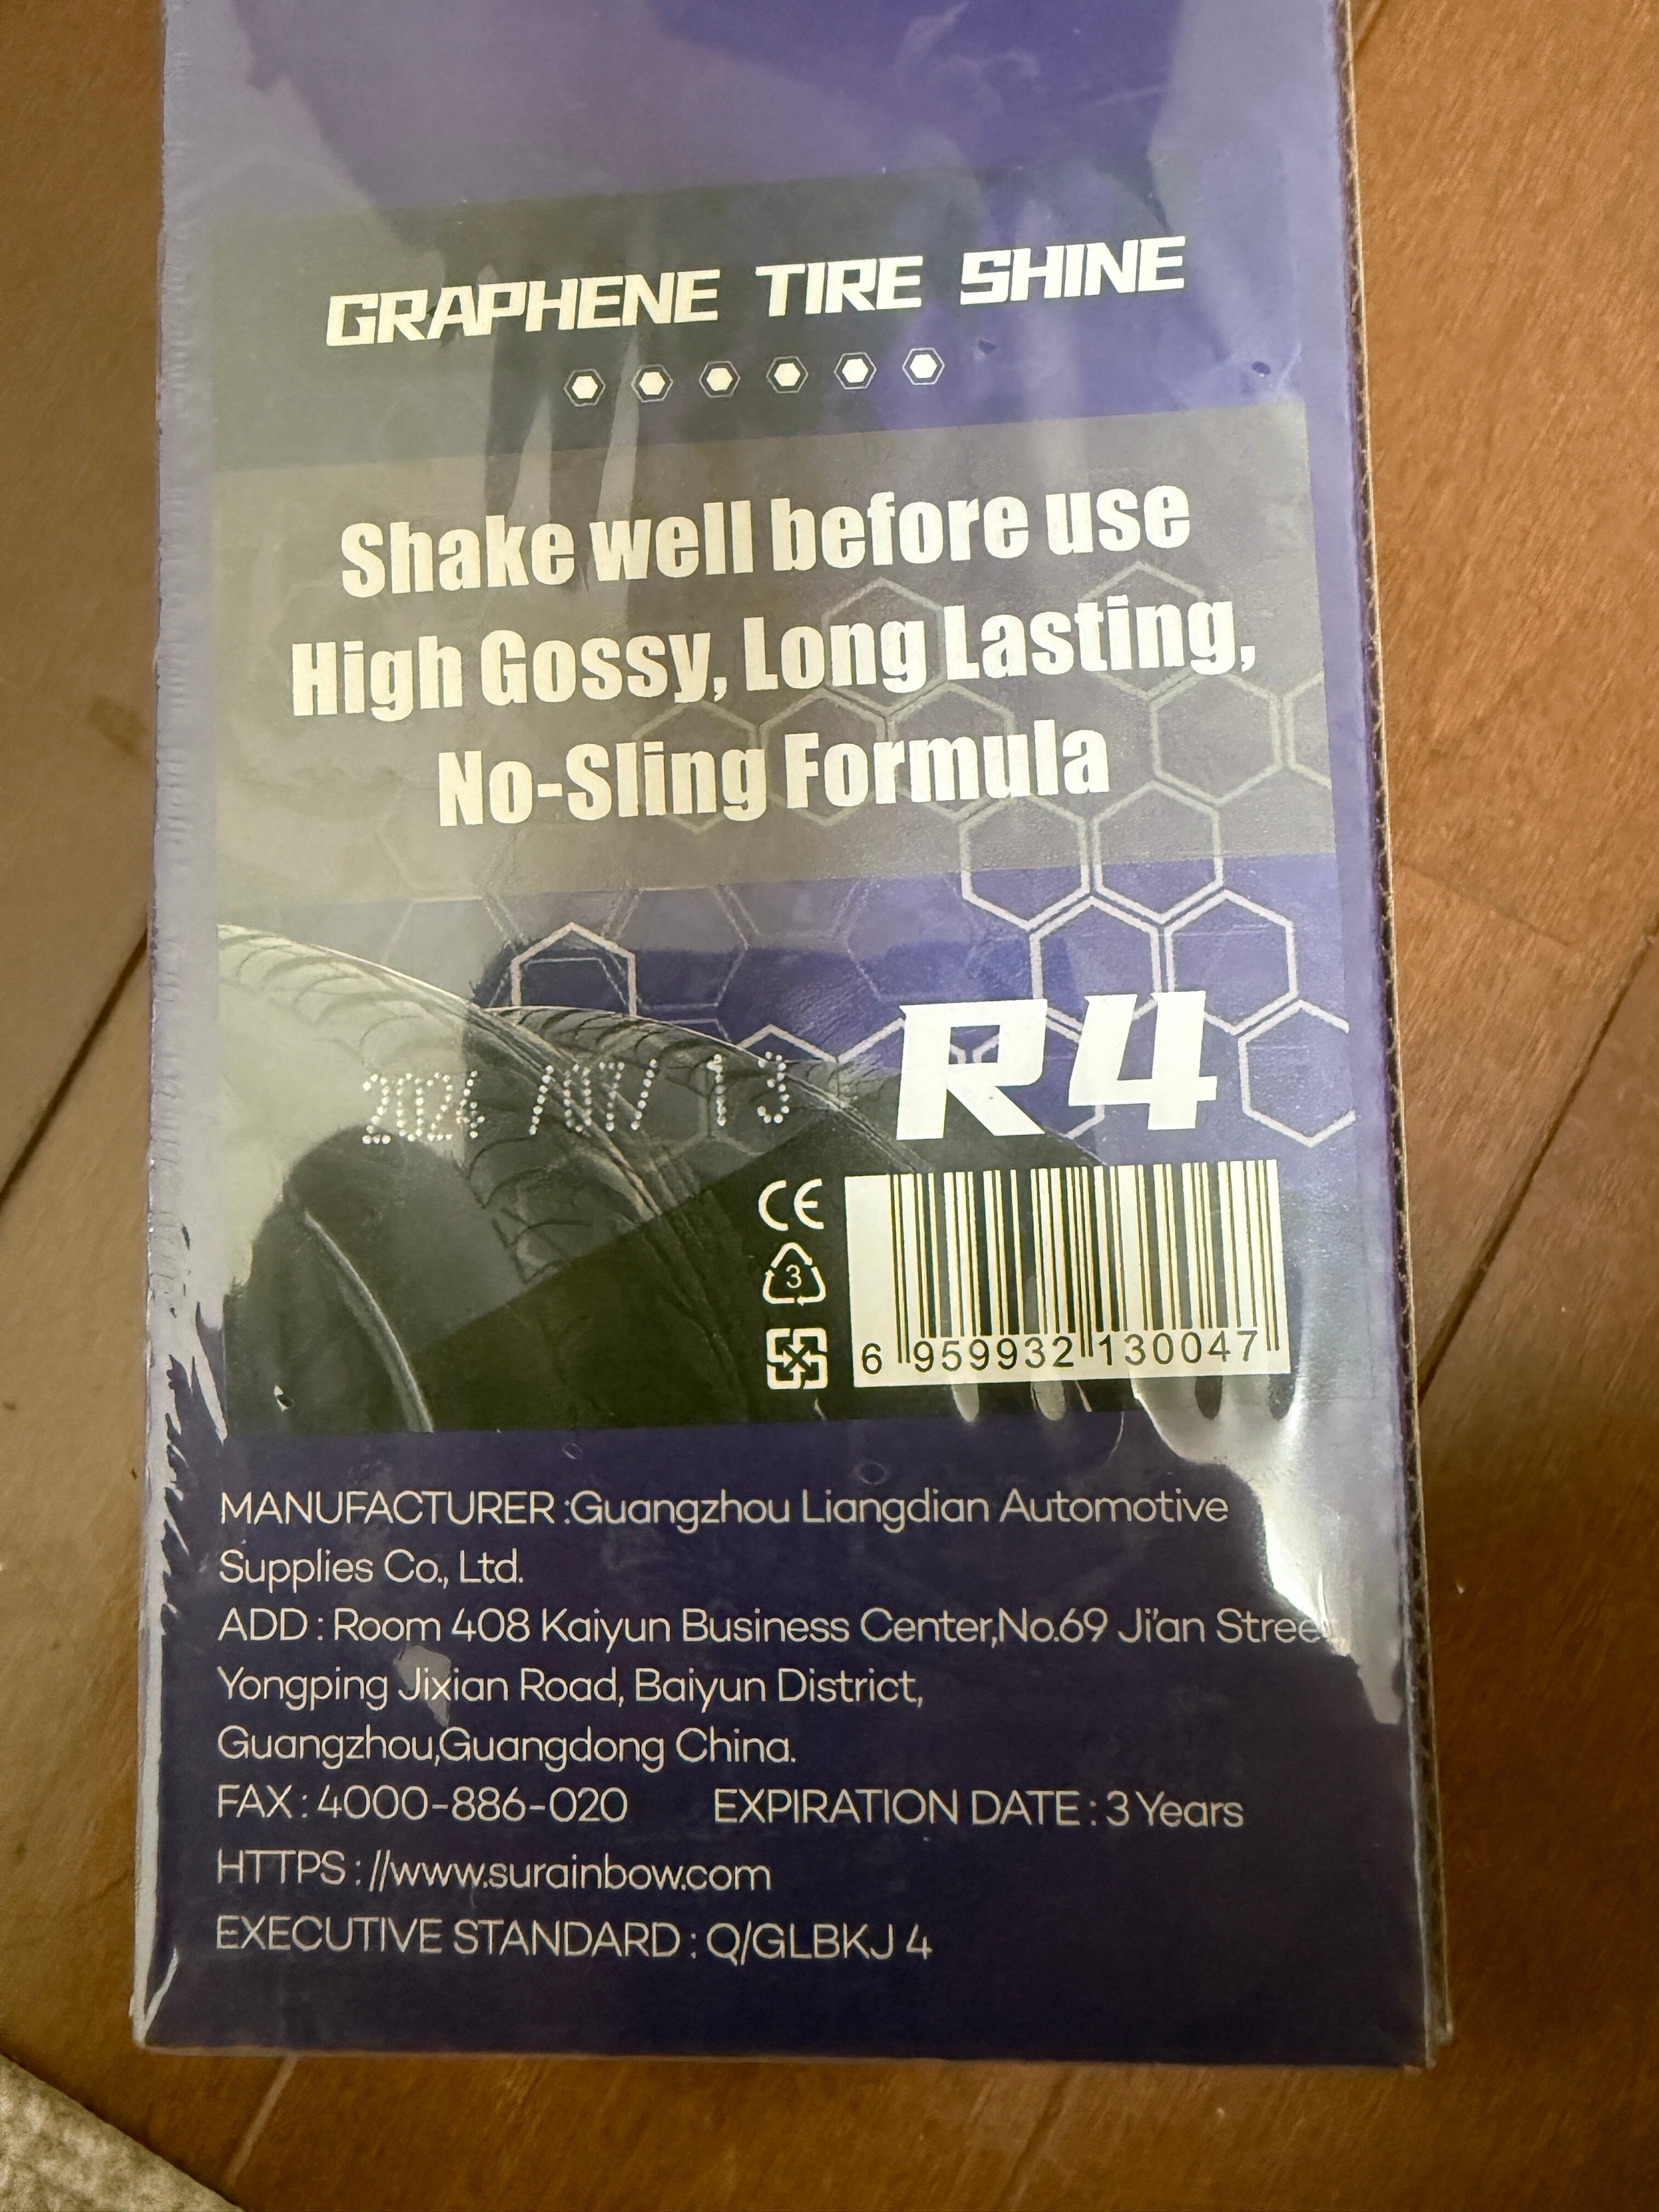 GRAPHENE TIRE SHINE
Shake well before use
High Gossy, Long Lasting,
No-Sling Formula
R4
2024 /07/ 13
CE
3
6 959932 130047
MANUFACTURER :Guangzhou Liangdian Automotive
Supplies Co., Ltd.
ADD : Room 408 Kaiyun Business Center,No.69 Ji'an Street
Yongping Jixian Road, Baiyun District,
Guangzhou,Guangdong China.
FAX : 4000-886-020 EXPIRATION DATE : 3 Years
HTTPS : //www.surainbow.com
EXECUTIVE STANDARD : Q/GLBKJ 4